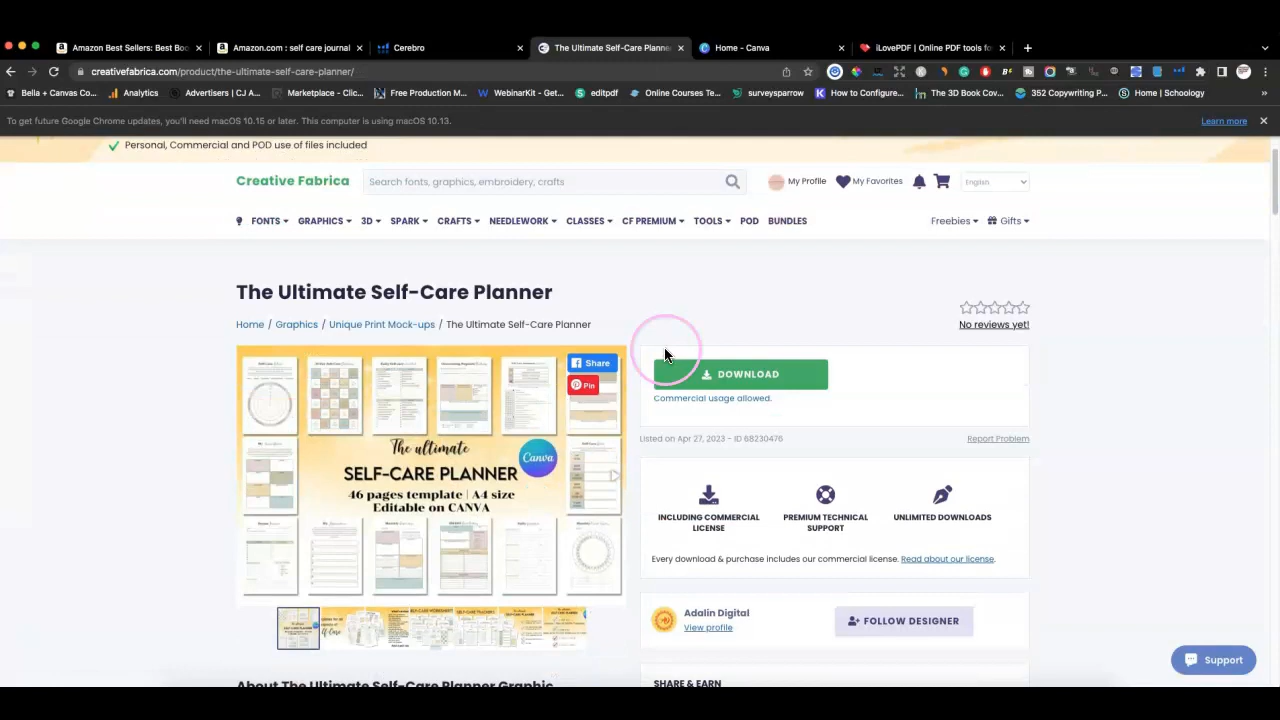 Amazon Best Sellers: Best Boo
Amazon.com : self care journal
Cerebro
The Ultimate Self-Care Planne
Home - Canva
iLovePDF | Online PDF tools fo
creativefabrica.com/product/the-ultimate-self-care-planner/
Bella + Canvas Co...
Analytics
Advertisers | CJ A...
Marketplace - Clic...
Free Production M...
WebinarKit - Get...
editpdf
Online Courses Te...
surveysparrow
How to Configure...
The 3D Book Cov...
352 Copywriting P...
Home | Schoology
To get future Google Chrome updates, you'll need macOS 10.15 or later. This computer is using macOS 10.13.
Learn more
Personal, Commercial and POD use of files included
Creative Fabrica
Search fonts, graphics, embroidery, crafts
My Profile
My Favorites
English
FONTS
GRAPHICS
3D
SPARK
CRAFTS
NEEDLEWORK
CLASSES
CF PREMIUM
TOOLS
POD
BUNDLES
Freebies
Gifts
The Ultimate Self-Care Planner
Home / Graphics / Unique Print Mock-ups / The Ultimate Self-Care Planner
No reviews yet!
Share
Pin
The ultimate
SELF-CARE PLANNER
46 pages template | A4 size
Editable on CANVA
Canva
DOWNLOAD
Commercial usage allowed.
Listed on Apr 27, 2023 - ID 68230476
Report Problem
INCLUDING COMMERCIAL
LICENSE
PREMIUM TECHNICAL
SUPPORT
UNLIMITED DOWNLOADS
Every download & purchase includes our commercial license. Read about our license.
Adalin Digital
View profile
FOLLOW DESIGNER
Support
About The Ultimate Self-Care Planner Graphic
SHARE & EARN